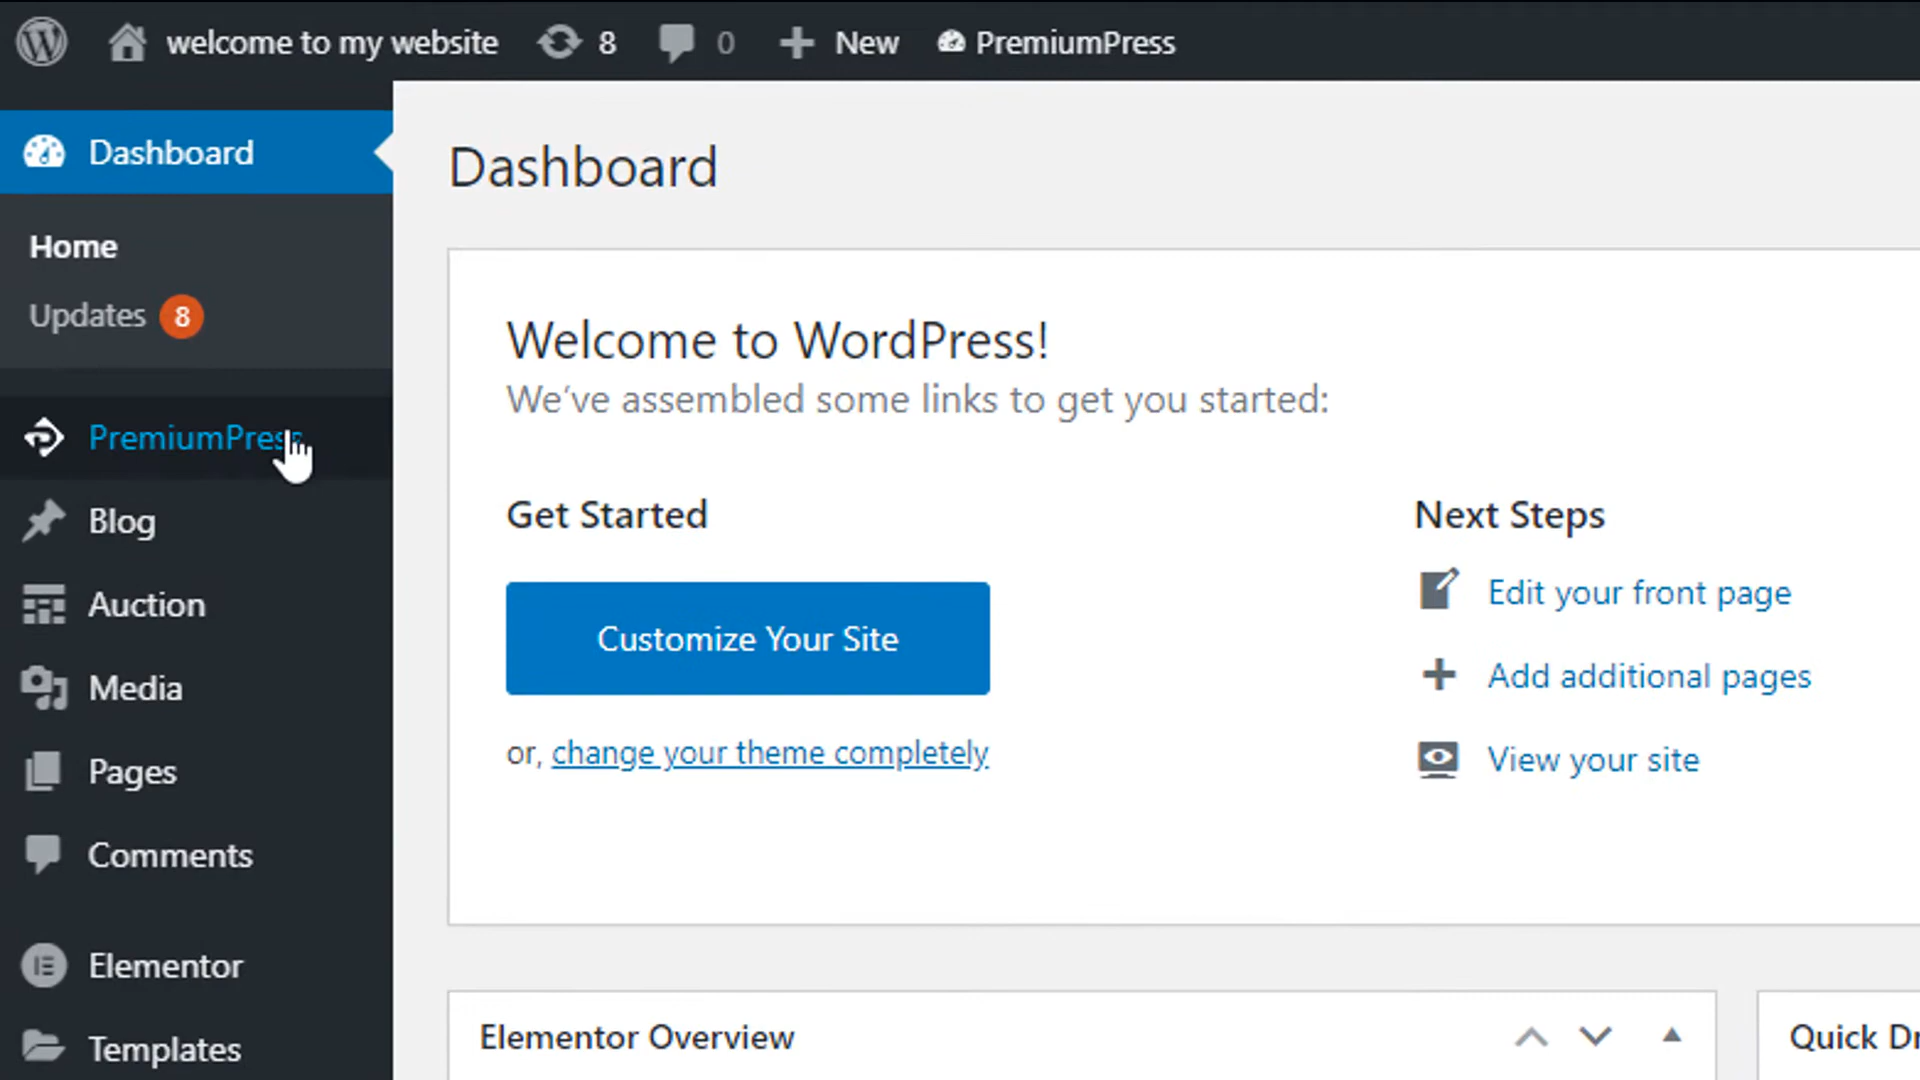 welcome to my website 8 0 New PremiumPress
Dashboard
Home
Updates 8
PremiumPress
Blog
Auction
Media
Pages
Comments
Elementor
Templates
Dashboard
Welcome to WordPress!
We've assembled some links to get you started:
Get Started
Customize Your Site
or, change your theme completely
Next Steps
Edit your front page
Add additional pages
View your site
Elementor Overview
Quick Dr